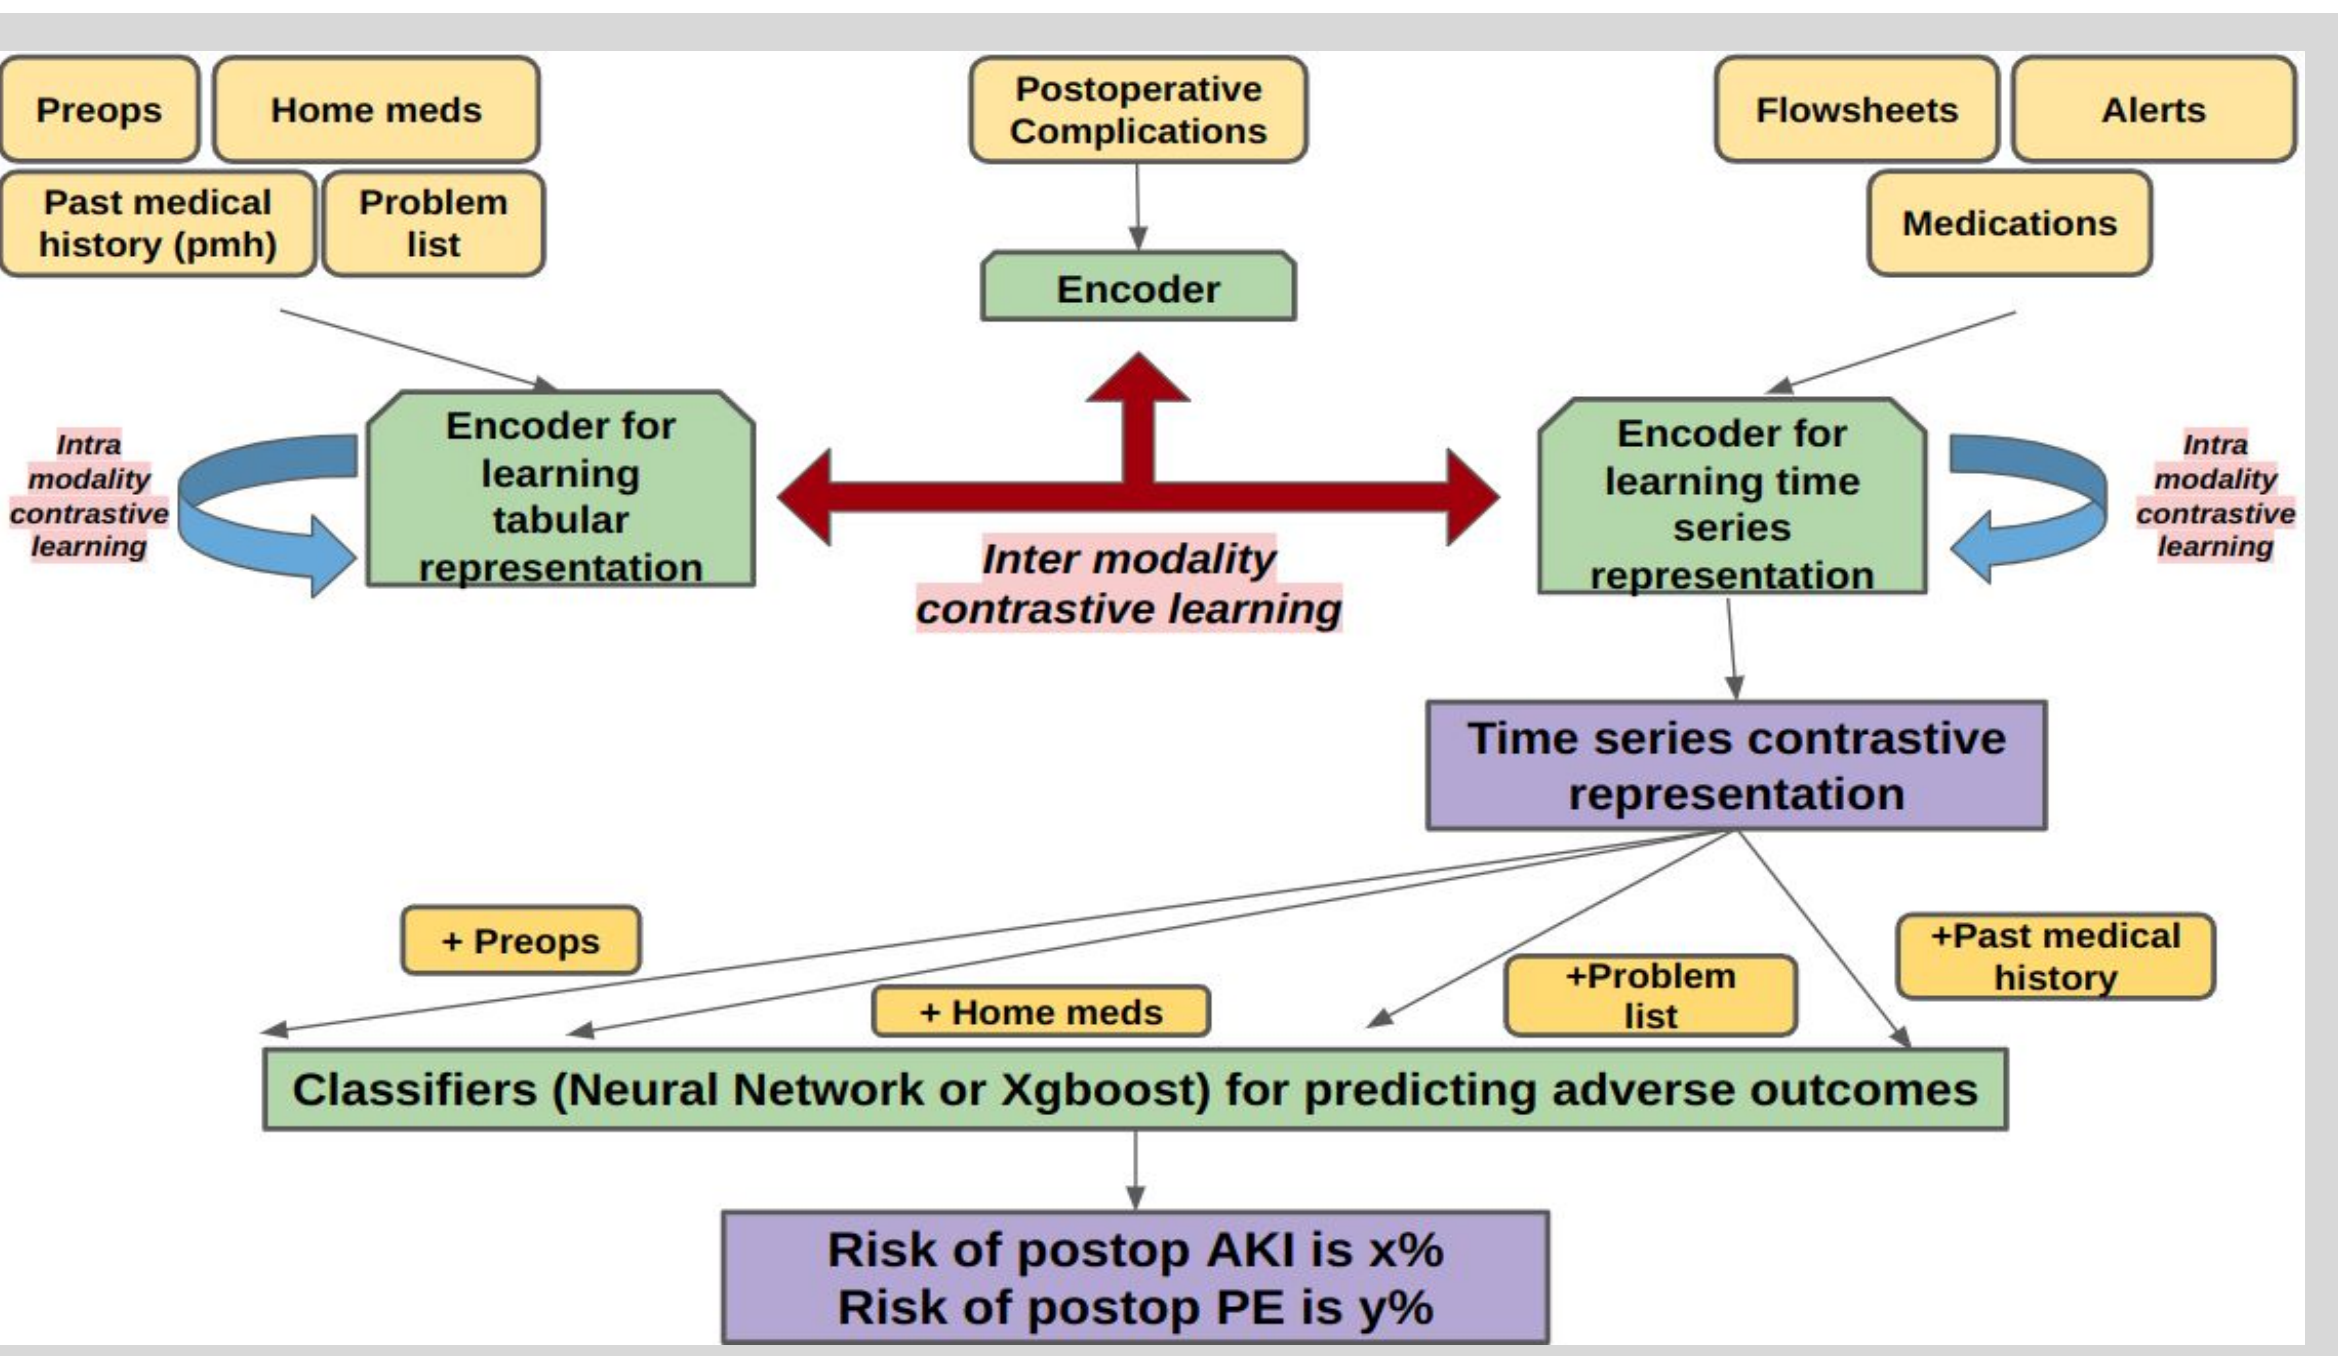 Preops
Home meds
Past medical
history (pmh)
Problem
list
Postoperative
Complications
Flowsheets
Alerts
Medications
Encoder
Intra
modality
contrastive
learning
Encoder for
learning
tabular
representation
Inter modality
contrastive learning
Encoder for
learning time
series
representation
Intra
modality
contrastive
learning
Time series contrastive
representation
+ Preops
+ Home meds
+Problem
list
+Past medical
history
Classifiers (Neural Network or Xgboost) for predicting adverse outcomes
Risk of postop AKI is x%
Risk of postop PE is y%